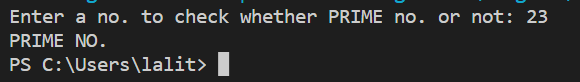 Enter a no. to check whether PRIME no. or not: 23
PRIME NO.
PS C:\Users\lalit>